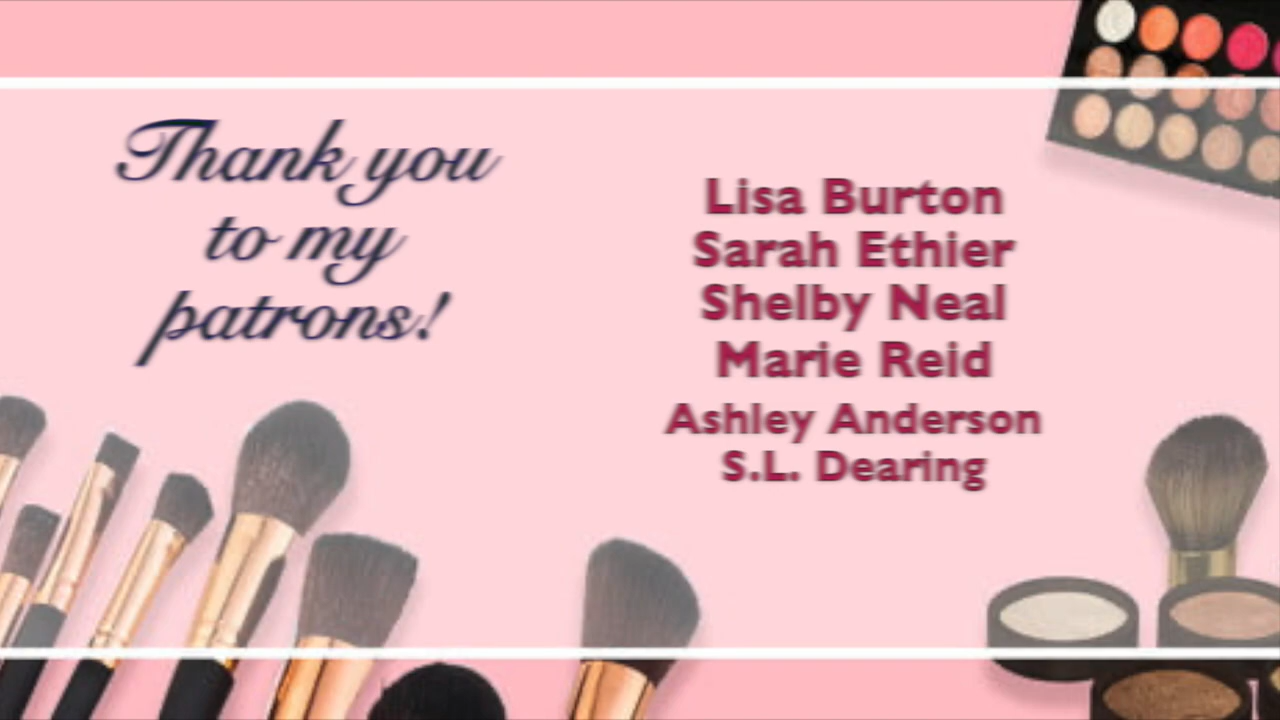 Thank you
to my
patrons!
Lisa Burton
Sarah Ethier
Shelby Neal
Marie Reid
Ashley Anderson
S.L. Dearing